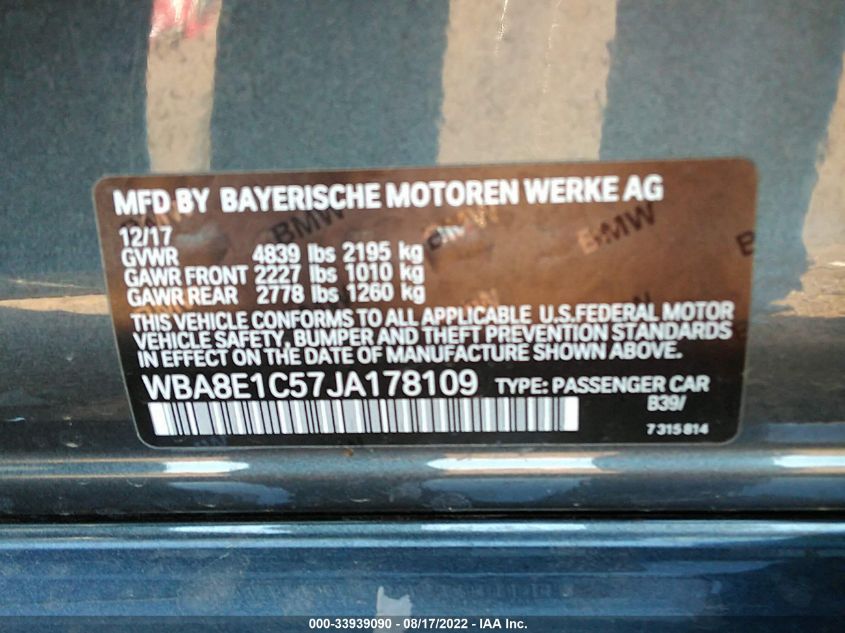 MFD BY BAYERISCHE MOTOREN WERKE AG
12/17
GVWR 4839 lbs 2195 kg
GAWR FRONT 2227 lbs 1010 kg
GAWR REAR 2778 lbs 1260 kg
THIS VEHICLE CONFORMS TO ALL APPLICABLE U.S.FEDERAL MOTOR
VEHICLE SAFETY, BUMPER AND THEFT PREVENTION STANDARDS
IN EFFECT ON THE DATE OF MANUFACTURE SHOWN ABOVE.
WBA8E1C57JA178109 TYPE: PASSENGER CAR
B39/
7 315 814
BMW
BMW
000-33939090 - 08/17/2022 - IAA Inc.